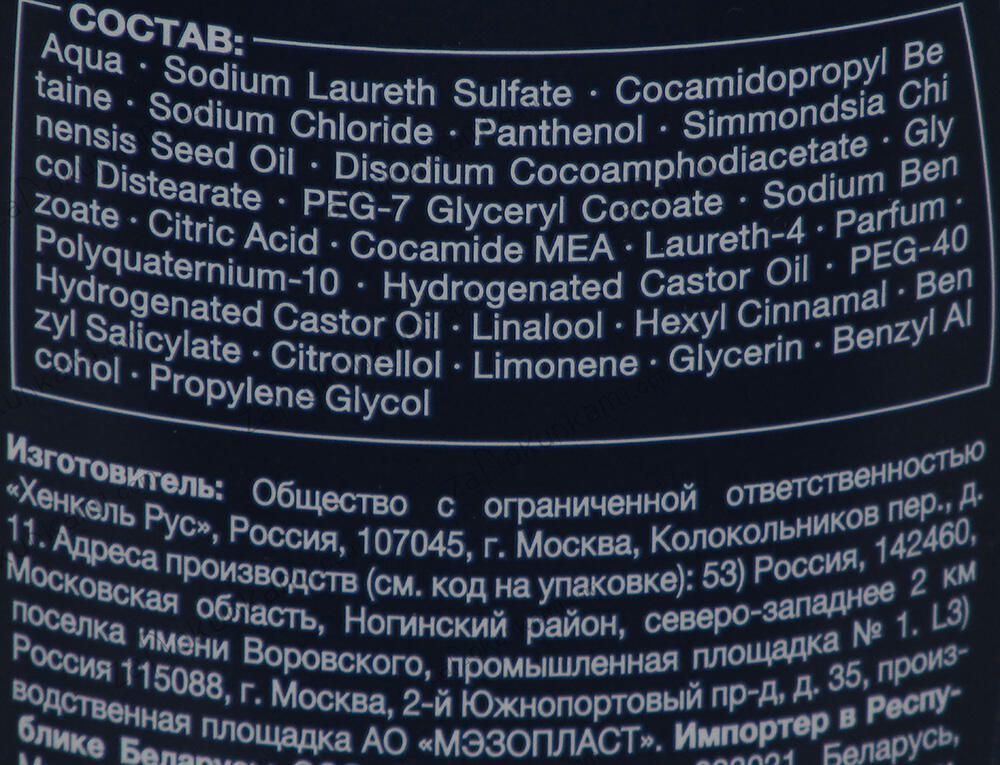 СОСТАВ:
Aqua · Sodium Laureth Sulfate · Cocamidopropyl Be
taine · Sodium Chloride · Panthenol · Simmondsia Chi
nensis Seed Oil · Disodium Cocoamphodiacetate · Gly
col Distearate · PEG-7 Glyceryl Cocoate · Sodium Ben
zoate · Citric Acid · Cocamide MEA · Laureth-4 · Parfum ·
Polyquaternium-10 · Hydrogenated Castor Oil · PEG-40
Hydrogenated Castor Oil · Linalool · Hexyl Cinnamal · Ben
zyl Salicylate · Citronellol · Limonene · Glycerin · Benzyl Al
cohol · Propylene Glycol
Изготовитель: Общество с ограниченной ответственностью
«Хенкель Рус», Россия, 107045, г. Москва, Колокольников пер., д.
11. Адреса производств (см. код на упаковке): 53) Россия, 142460,
Московская область, Ногинский район, северо-западнее 2 км
поселка имени Воровского, промышленная площадка № 1. L3)
Россия 115088, г. Москва, 2-й Южнопортовый пр-д, д. 35, произ-
водственная площадка АО «МЭЗОПЛАСТ». Импортер в Респу-
блике Беларусь: Беларусь,